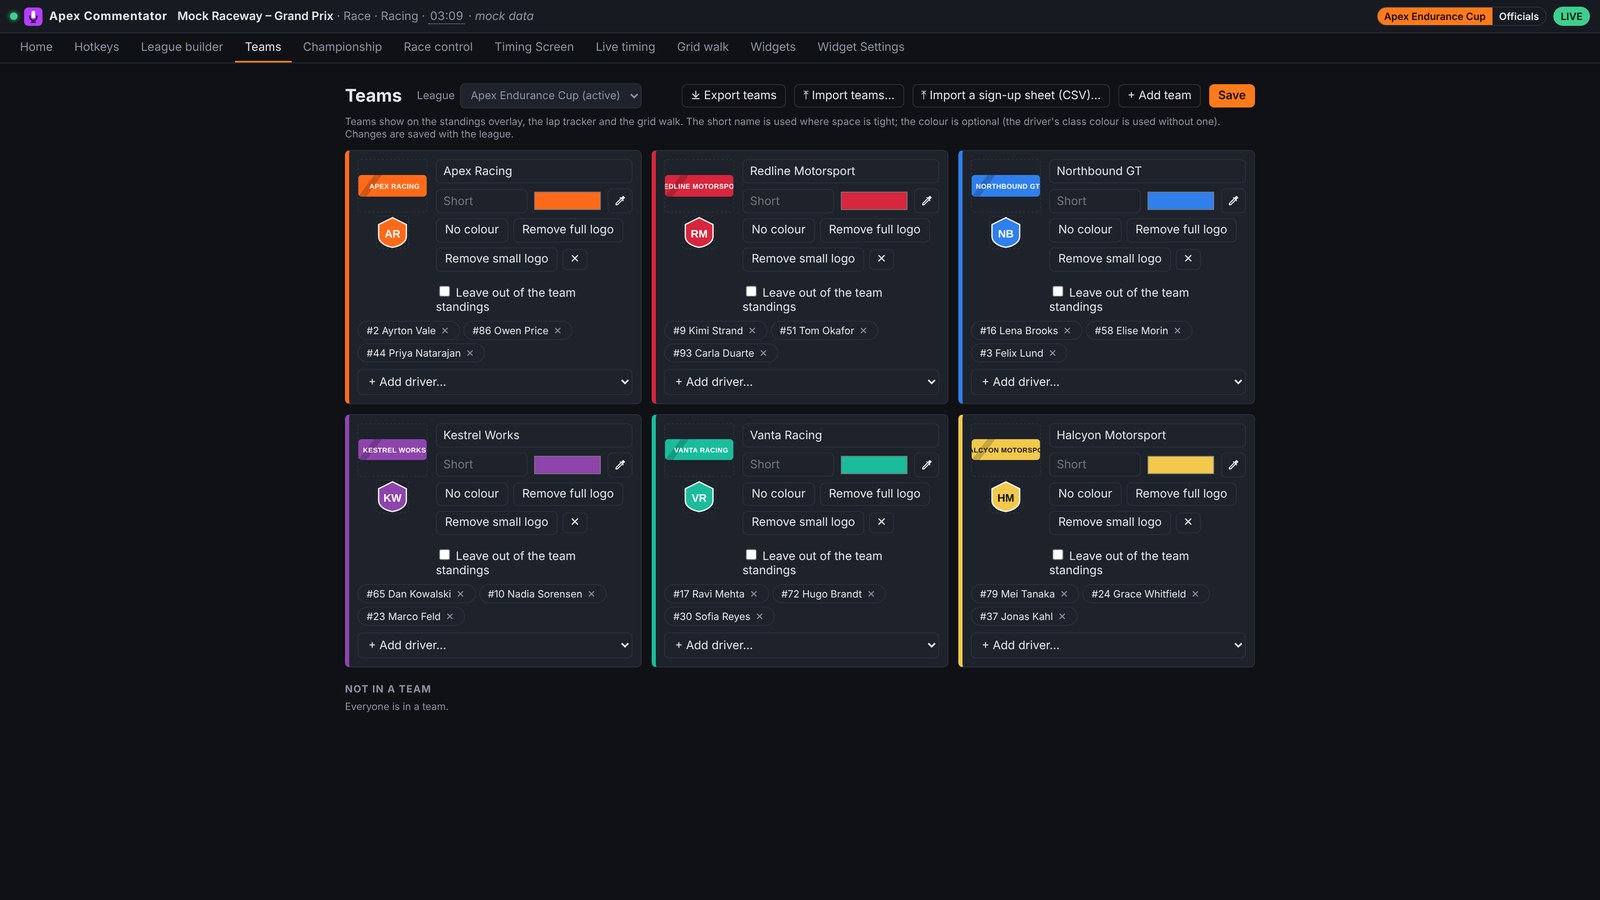 Apex Commentator Mock Raceway – Grand Prix · Race · Racing · 03:09 · mock data Apex Endurance Cup Officials LIVE
Home Hotkeys League builder Teams Championship Race control Timing Screen Live timing Grid walk Widgets Widget Settings
Teams League Apex Endurance Cup (active) Export teams Import teams... Import a sign-up sheet (CSV)... + Add team Save
Teams show on the standings overlay, the lap tracker and the grid walk. The short name is used where space is tight; the colour is optional (the driver's class colour is used without one).
Changes are saved with the league.
APEX RACING Apex Racing
Short
AR No colour Remove full logo
Remove small logo ✕
Leave out of the team
standings
#2 Ayrton Vale ✕ #86 Owen Price ✕
#44 Priya Natarajan ✕
+ Add driver...
EDLINE MOTORSPO Redline Motorsport
Short
RM No colour Remove full logo
Remove small logo ✕
Leave out of the team
standings
#9 Kimi Strand ✕ #51 Tom Okafor ✕
#93 Carla Duarte ✕
+ Add driver...
NORTHBOUND GT Northbound GT
Short
NB No colour Remove full logo
Remove small logo ✕
Leave out of the team
standings
#16 Lena Brooks ✕ #58 Elise Morin ✕
#3 Felix Lund ✕
+ Add driver...
KESTREL WORKS Kestrel Works
Short
KW No colour Remove full logo
Remove small logo ✕
Leave out of the team
standings
#65 Dan Kowalski ✕ #10 Nadia Sorensen ✕
#23 Marco Feld ✕
+ Add driver...
VANTA RACING Vanta Racing
Short
VR No colour Remove full logo
Remove small logo ✕
Leave out of the team
standings
#17 Ravi Mehta ✕ #72 Hugo Brandt ✕
#30 Sofia Reyes ✕
+ Add driver...
ALCYON MOTORSPO Halcyon Motorsport
Short
HM No colour Remove full logo
Remove small logo ✕
Leave out of the team
standings
#79 Mei Tanaka ✕ #24 Grace Whitfield ✕
#37 Jonas Kahl ✕
+ Add driver...
NOT IN A TEAM
Everyone is in a team.